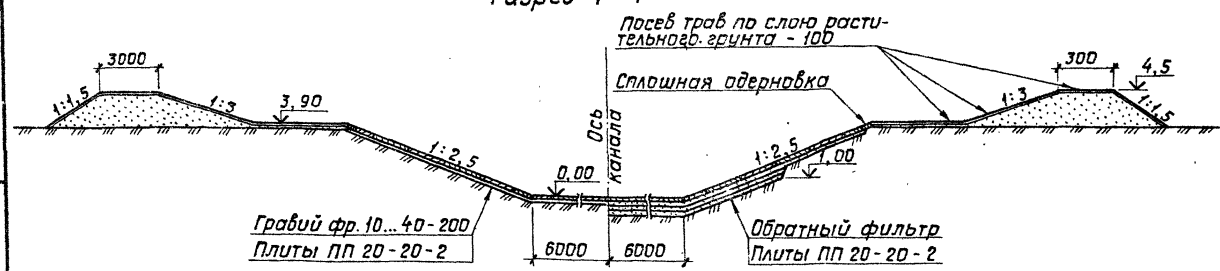 Посев трав по слою расти-
тельного грунта - 100
3000
300
4,5
Сплошная одерновка
1:1,5
1:3
3,90
1:3
1:1,5
Ось
канала
1:2,5
1:2,5
0,00
1,00
Гравий фр. 10...40-200
Плиты ПП 20-20-2
6000
6000
Обратный фильтр
Плиты ПП 20-20-2